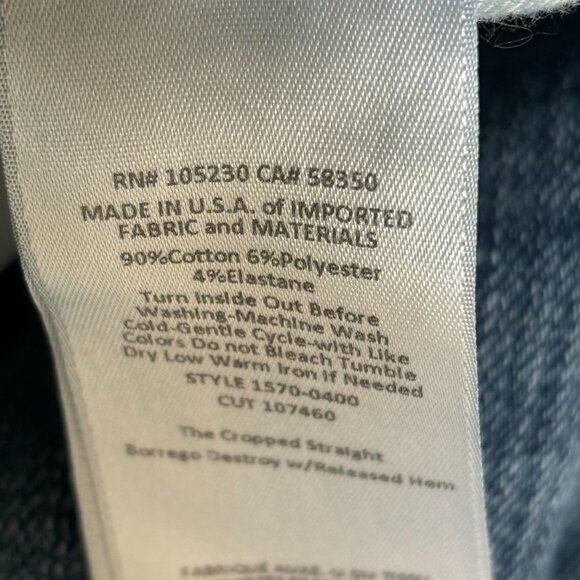 RN# 105230 CA# 58350
MADE IN U.S.A. of IMPORTED
FABRIC and MATERIALS
90%Cotton 6%Polyester
4%Elastane
Turn Inside Out Before
Washing-Machine Wash
Cold-Gentle Cycle-with Like
Colors Do not Bleach Tumble
Dry Low Warm Iron If Needed
STYLE 1570-0400
CUT 107460
The Cropped Straight
Borrego Destroy w/Released Hem
FABRIQUÉ AUX